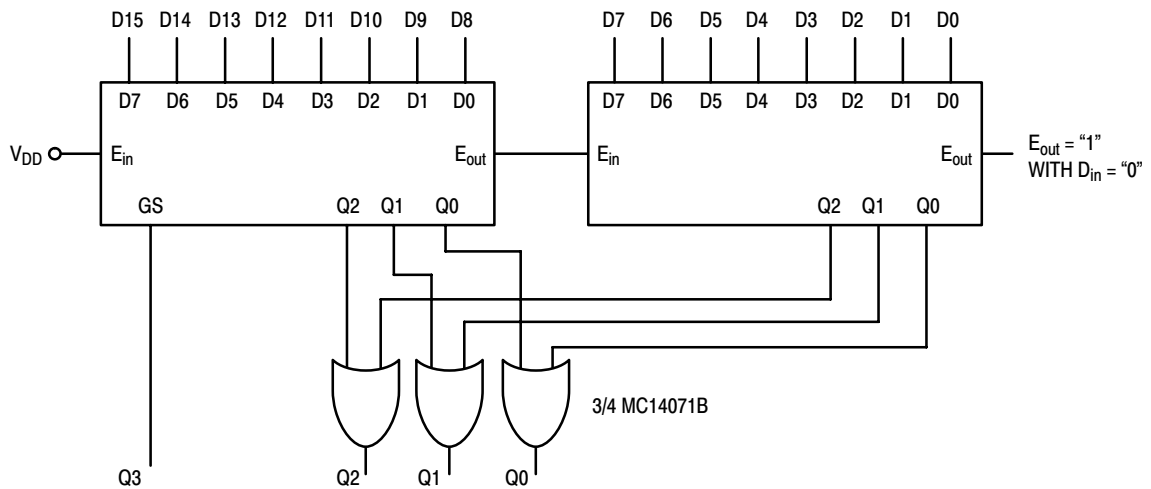 D15 D14 D13 D12 D11 D10 D9 D8 D7 D6 D5 D4 D3 D2 D1 D0
D7 D6 D5 D4 D3 D2 D1 D0 D7 D6 D5 D4 D3 D2 D1 D0
VDD Ein Eout Ein Eout Eout = “1”
WITH Din = “0”
GS Q2 Q1 Q0 Q2 Q1 Q0
3/4 MC14071B
Q3 Q2 Q1 Q0